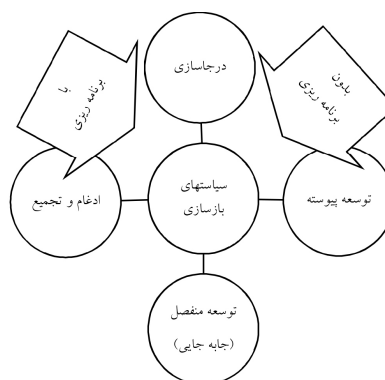 درجاسازی
بدون
برنامه ریزی
با
برنامه ریزی
توسعه پیوسته
سیاستهای
بازسازی
ادغام و تجمیع
توسعه منفصل
(جابه جایی)